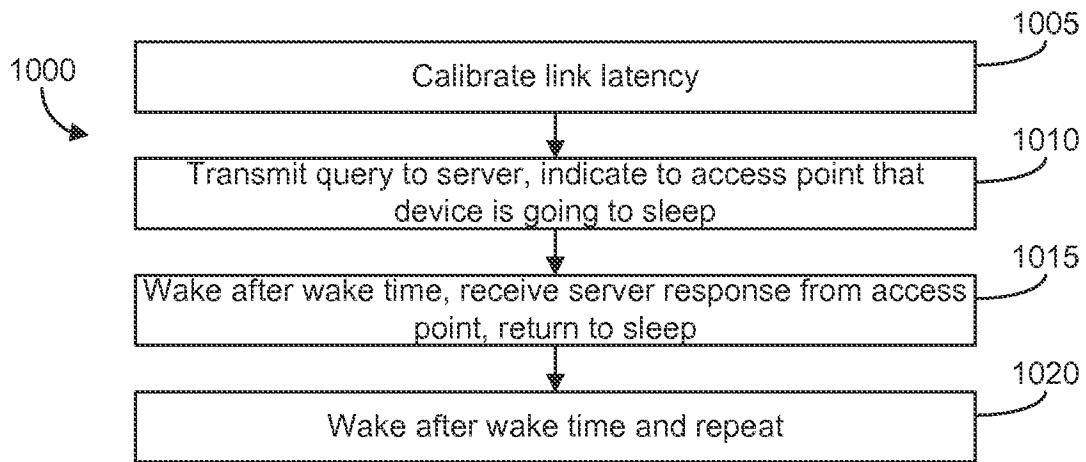 1005
1000
Calibrate link latency
1010
Transmit query to server, indicate to access point that
device is going to sleep
1015
Wake after wake time, receive server response from access
point, return to sleep
1020
Wake after wake time and repeat